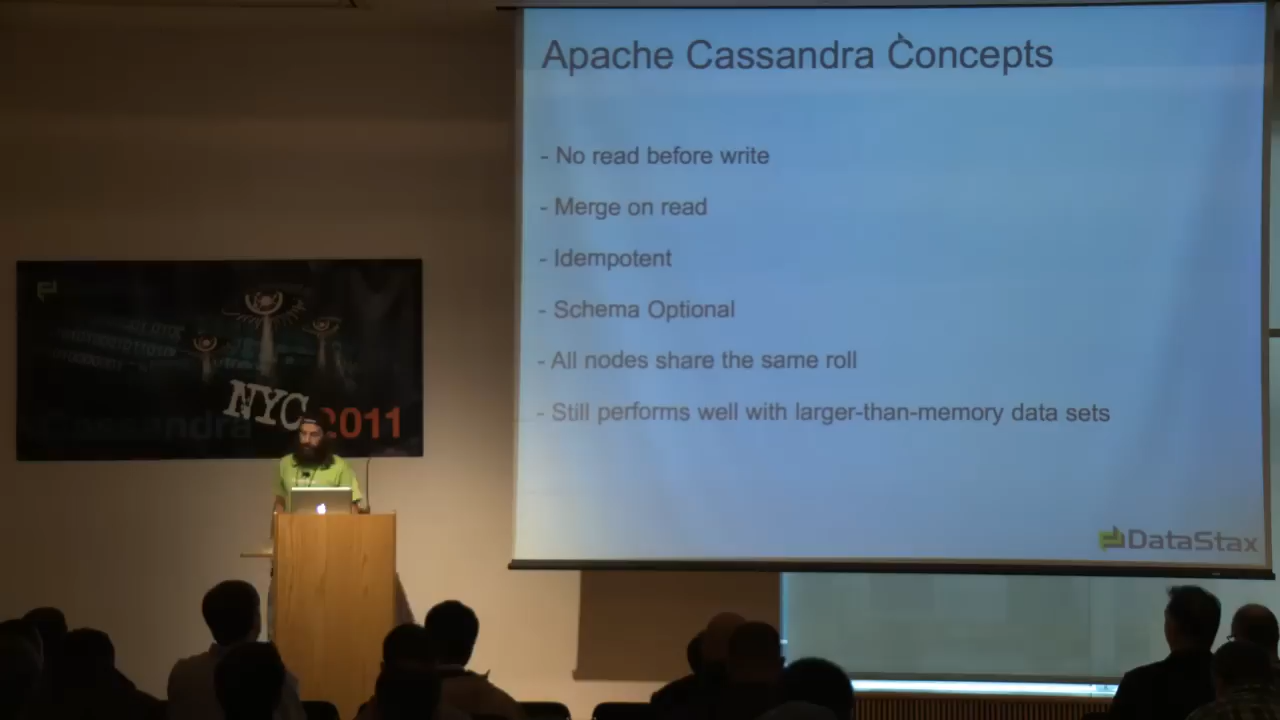 Apache Cassandra Concepts
- No read before write
- Merge on read
- Idempotent
- Schema Optional
- All nodes share the same roll
- Still performs well with larger-than-memory data sets
DataStax
NYC
Cassandra 2011